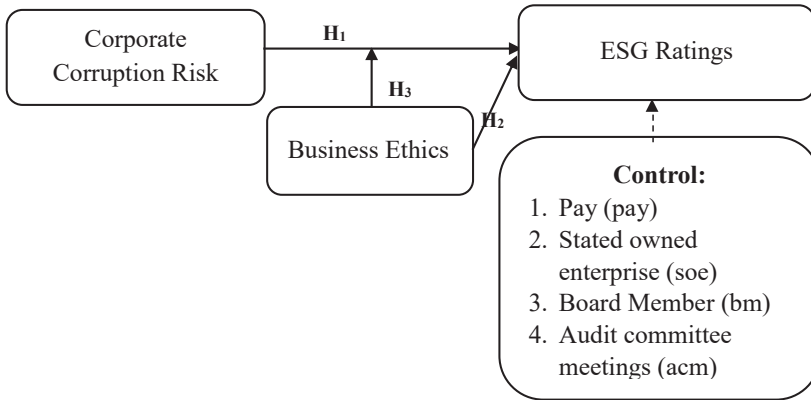 Corporate
Corruption Risk
H1
ESG Ratings
H3
H2
Business Ethics
Control:
1. Pay (pay)
2. Stated owned
enterprise (soe)
3. Board Member (bm)
4. Audit committee
meetings (acm)